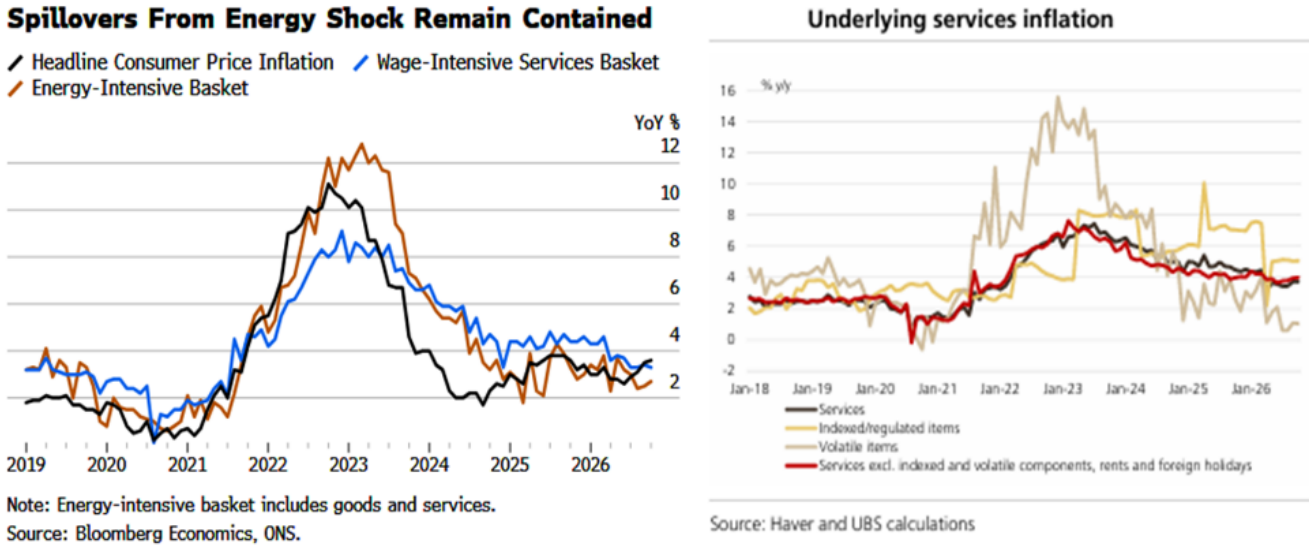 Spillovers From Energy Shock Remain Contained
Headline Consumer Price Inflation Wage-Intensive Services Basket
Energy-Intensive Basket
YoY %
12
10
8
6
4
2
2019 2020 2021 2022 2023 2024 2025 2026
Note: Energy-intensive basket includes goods and services.
Source: Bloomberg Economics, ONS.
Underlying services inflation
% y/y
16
14
12
10
8
6
4
2
0
-2
Jan-18 Jan-19 Jan-20 Jan-21 Jan-22 Jan-23 Jan-24 Jan-25 Jan-26
Services
Indexed/regulated items
Volatile items
Services excl. indexed and volatile components, rents and foreign holidays
Source: Haver and UBS calculations